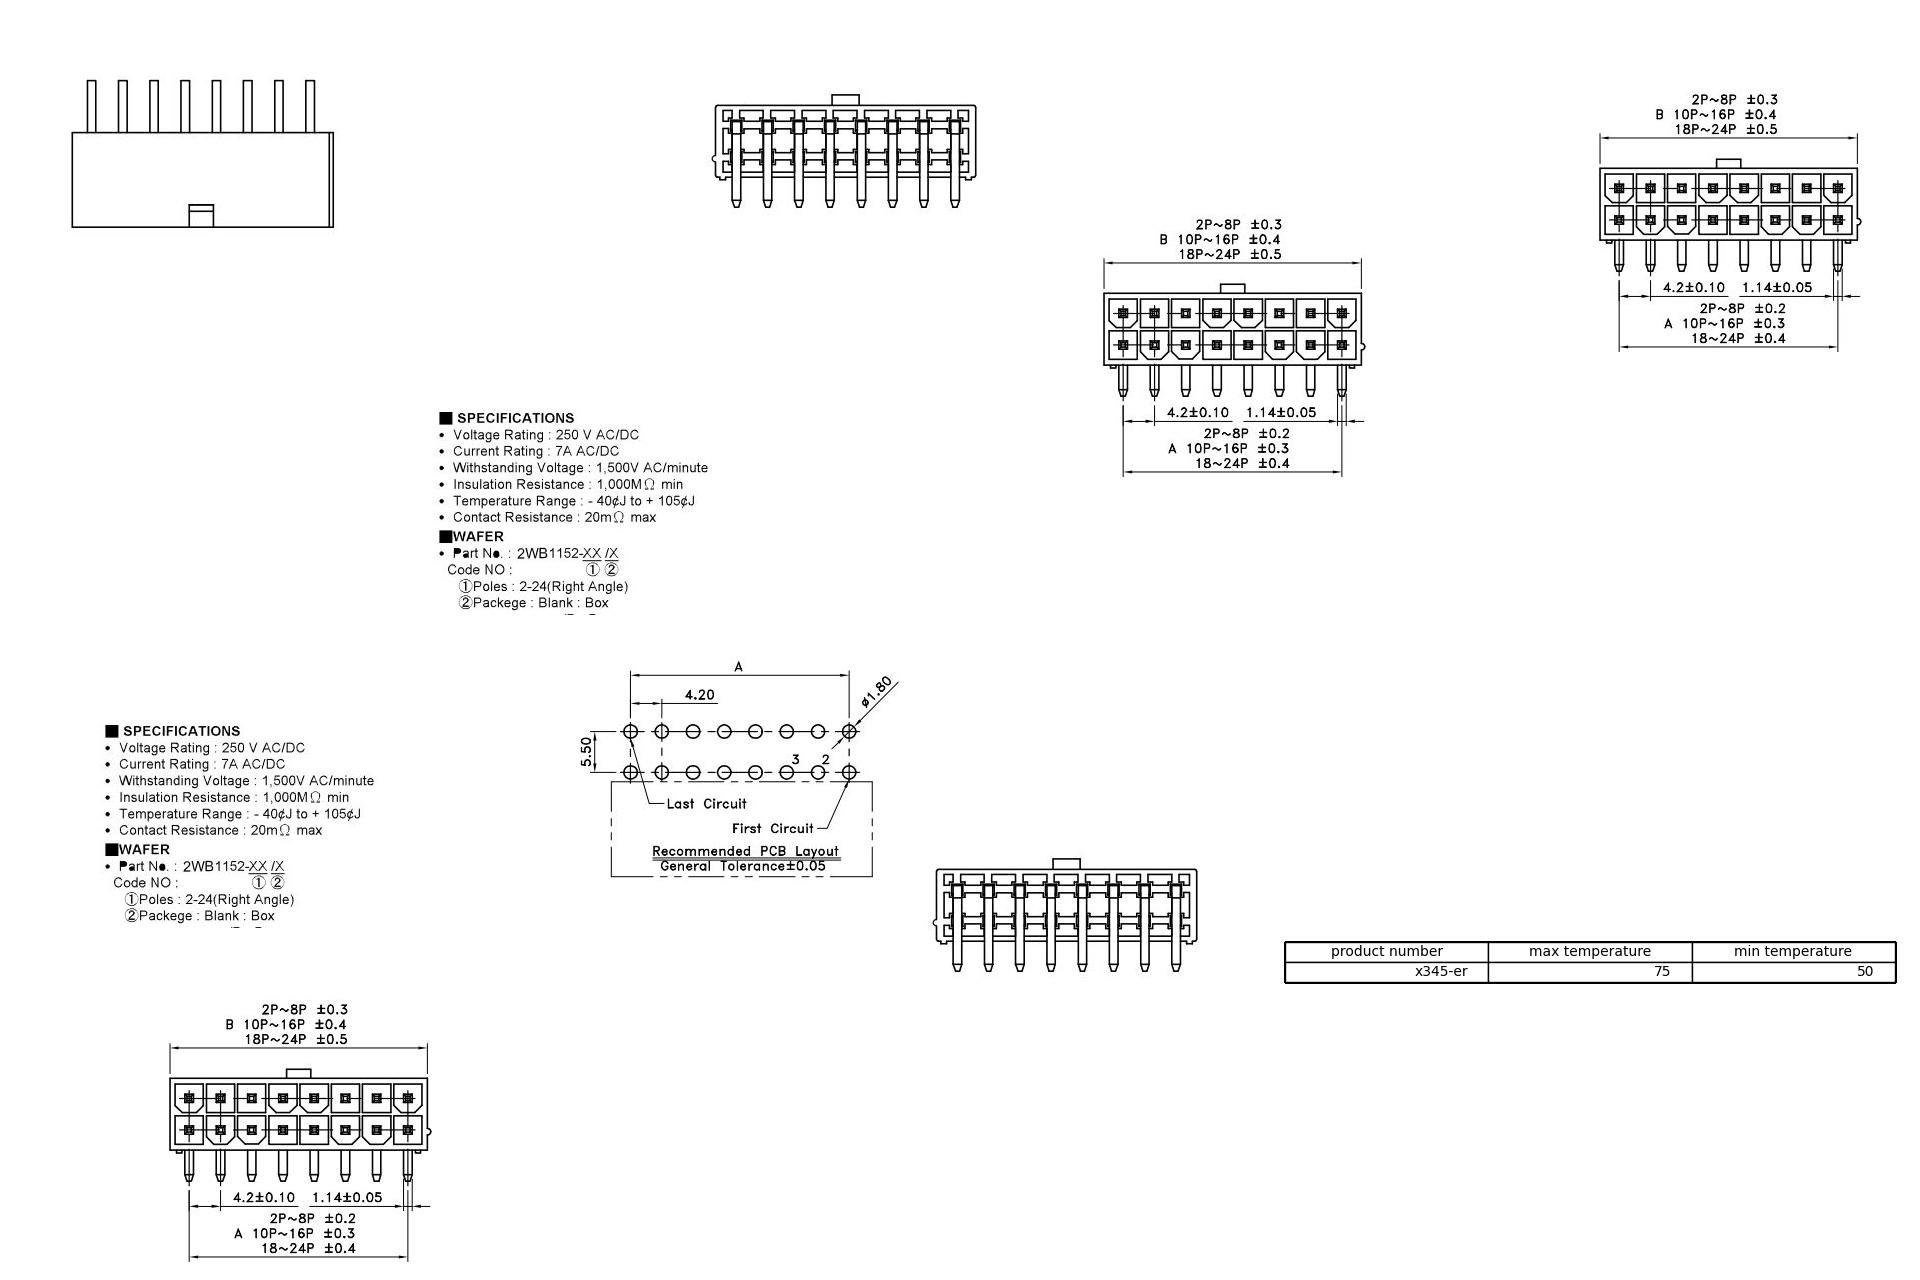 2P~8P ±0.3
B 10P~16P ±0.4
18P~24P ±0.5
4.2±0.10 1.14±0.05
2P~8P ±0.2
A 10P~16P ±0.3
18~24P ±0.4
2P~8P ±0.3
B 10P~16P ±0.4
18P~24P ±0.5
4.2±0.10 1.14±0.05
2P~8P ±0.2
A 10P~16P ±0.3
18~24P ±0.4
■ SPECIFICATIONS
• Voltage Rating : 250 V AC/DC
• Current Rating : 7A AC/DC
• Withstanding Voltage : 1,500V AC/minute
• Insulation Resistance : 1,000MΩ min
• Temperature Range : - 40¢J to + 105¢J
• Contact Resistance : 20mΩ max
■WAFER
• Part No. : 2WB1152-XX /X
Code NO : ① ②
①Poles : 2-24(Right Angle)
②Packege : Blank : Box
A
4.20
ø1.80
5.50
3 2
Last Circuit
First Circuit
Recommended PCB Layout
General Tolerance±0.05
■ SPECIFICATIONS
• Voltage Rating : 250 V AC/DC
• Current Rating : 7A AC/DC
• Withstanding Voltage : 1,500V AC/minute
• Insulation Resistance : 1,000MΩ min
• Temperature Range : - 40¢J to + 105¢J
• Contact Resistance : 20mΩ max
■WAFER
• Part No. : 2WB1152-XX /X
Code NO : ① ②
①Poles : 2-24(Right Angle)
②Packege : Blank : Box
product number max temperature min temperature
x345-er 75 50
2P~8P ±0.3
B 10P~16P ±0.4
18P~24P ±0.5
4.2±0.10 1.14±0.05
2P~8P ±0.2
A 10P~16P ±0.3
18~24P ±0.4